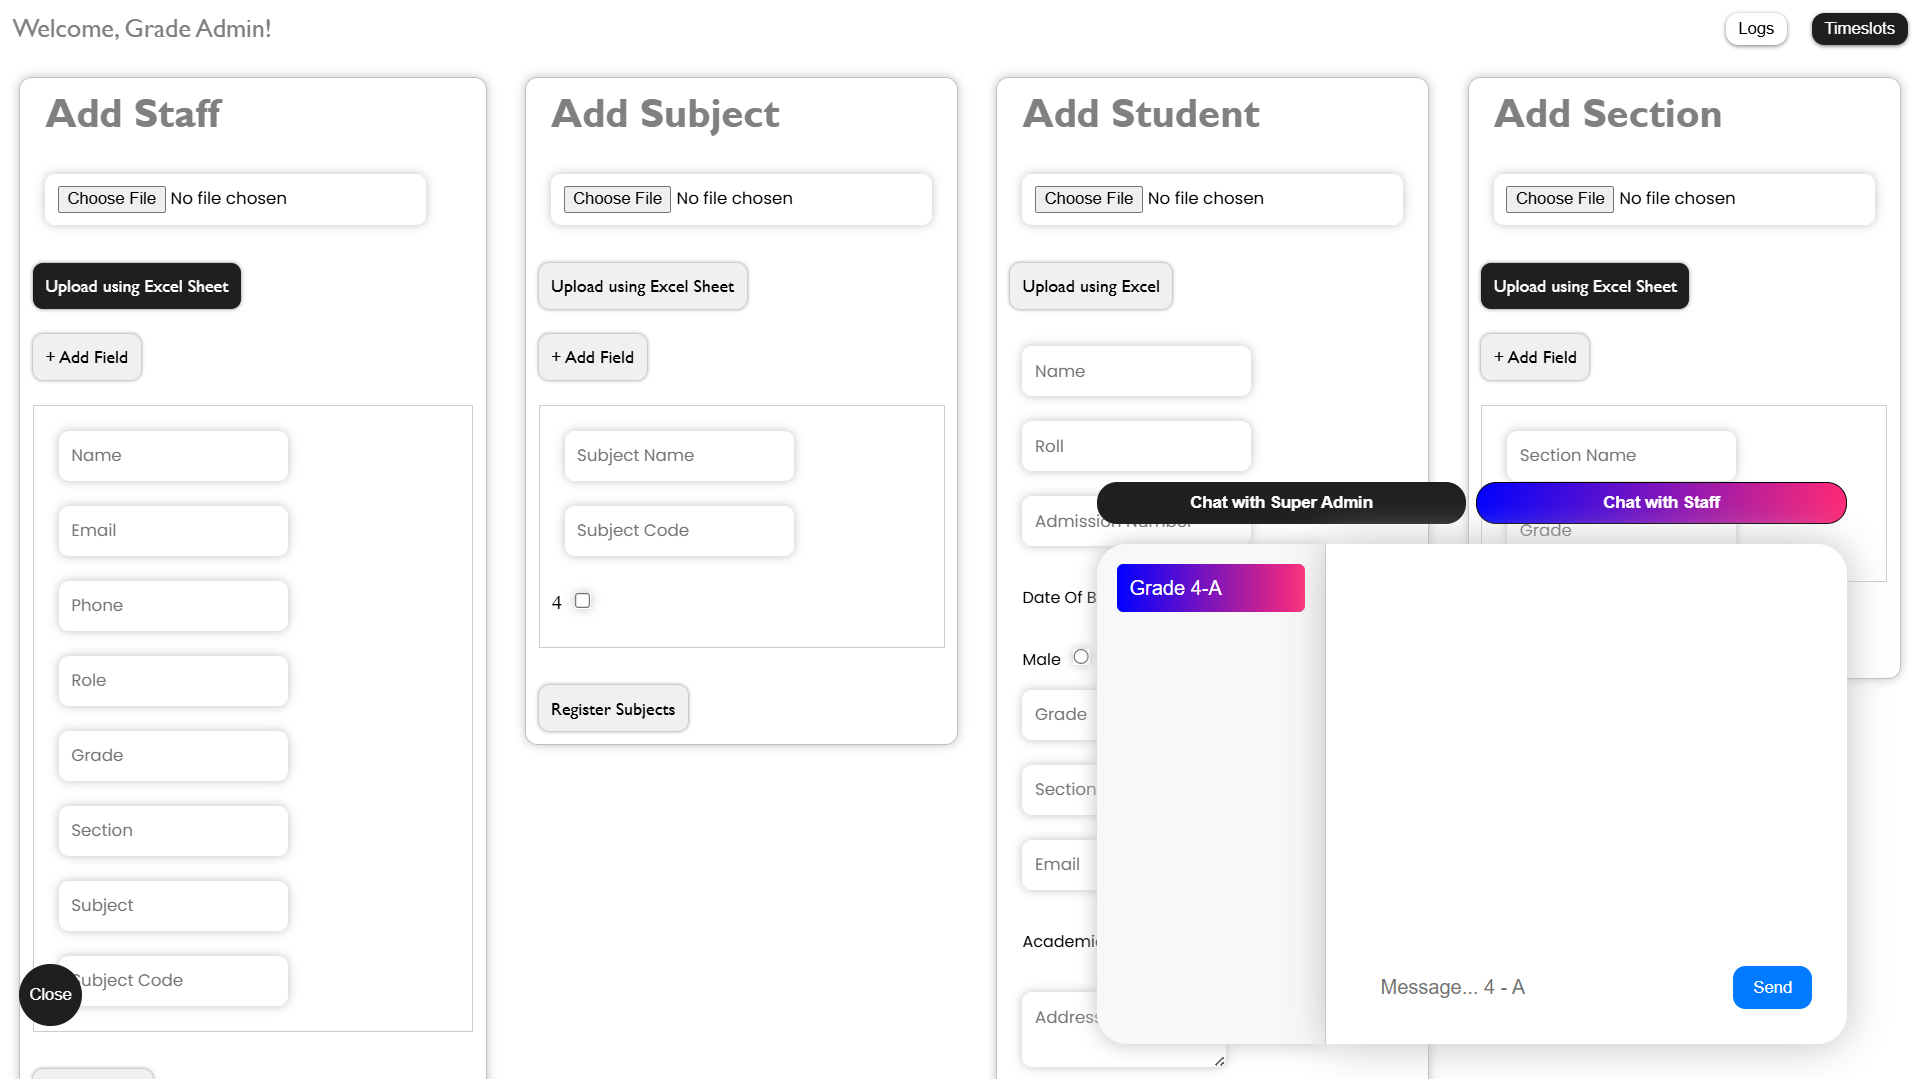 Welcome, Grade Admin!
Logs
Timeslots
Add Staff
Choose File No file chosen
Upload using Excel Sheet
+ Add Field
Name
Email
Phone
Role
Grade
Section
Subject
Subject Code
Close
Add Subject
Choose File No file chosen
Upload using Excel Sheet
+ Add Field
Subject Name
Subject Code
4
Register Subjects
Add Student
Choose File No file chosen
Upload using Excel
Name
Roll
Admission Number
Date Of B
Male
Grade
Section
Email
Academic
Address
Add Section
Choose File No file chosen
Upload using Excel Sheet
+ Add Field
Section Name
Grade
Chat with Super Admin
Chat with Staff
Grade 4-A
Message... 4 - A
Send